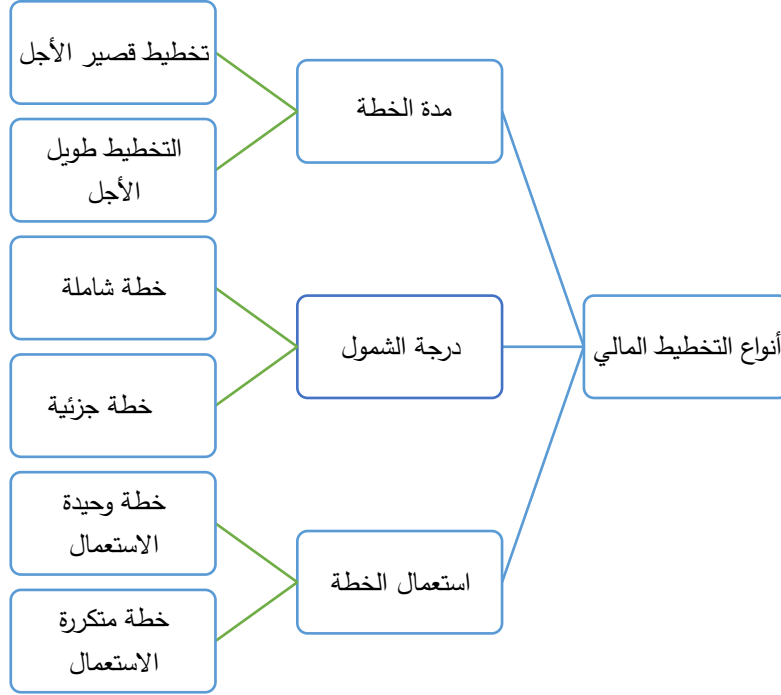 أنواع التخطيط المالي
مدة الخطة
تخطيط قصير الأجل
التخطيط طويل
الأجل
درجة الشمول
خطة شاملة
خطة جزئية
استعمال الخطة
خطة وحيدة
الاستعمال
خطة متكررة
الاستعمال